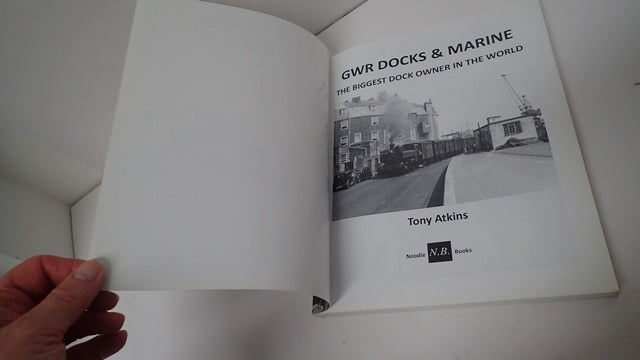 GWR DOCKS & MARINE
THE BIGGEST DOCK OWNER IN THE WORLD
Tony Atkins
Noodle N.B. Books